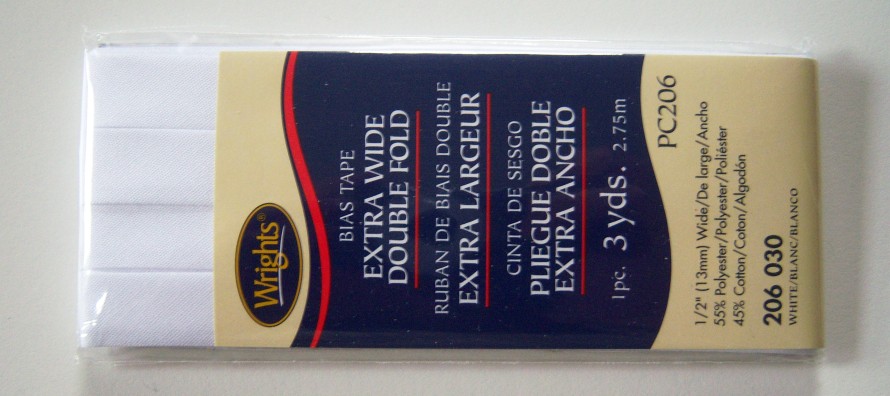 Wrights®
BIAS TAPE
EXTRA WIDE
DOUBLE FOLD
RUBAN DE BIAIS DOUBLE
EXTRA LARGEUR
CINTA DE SESGO
PLIEGUE DOBLE
EXTRA ANCHO
1pc. 3 yds. 2.75m
PC206
1/2" (13mm) Wide/De large/Ancho
55% Polyester/Polyester/Poliéster
45% Cotton/Coton/Algodón
206 030
WHITE/BLANC/BLANCO